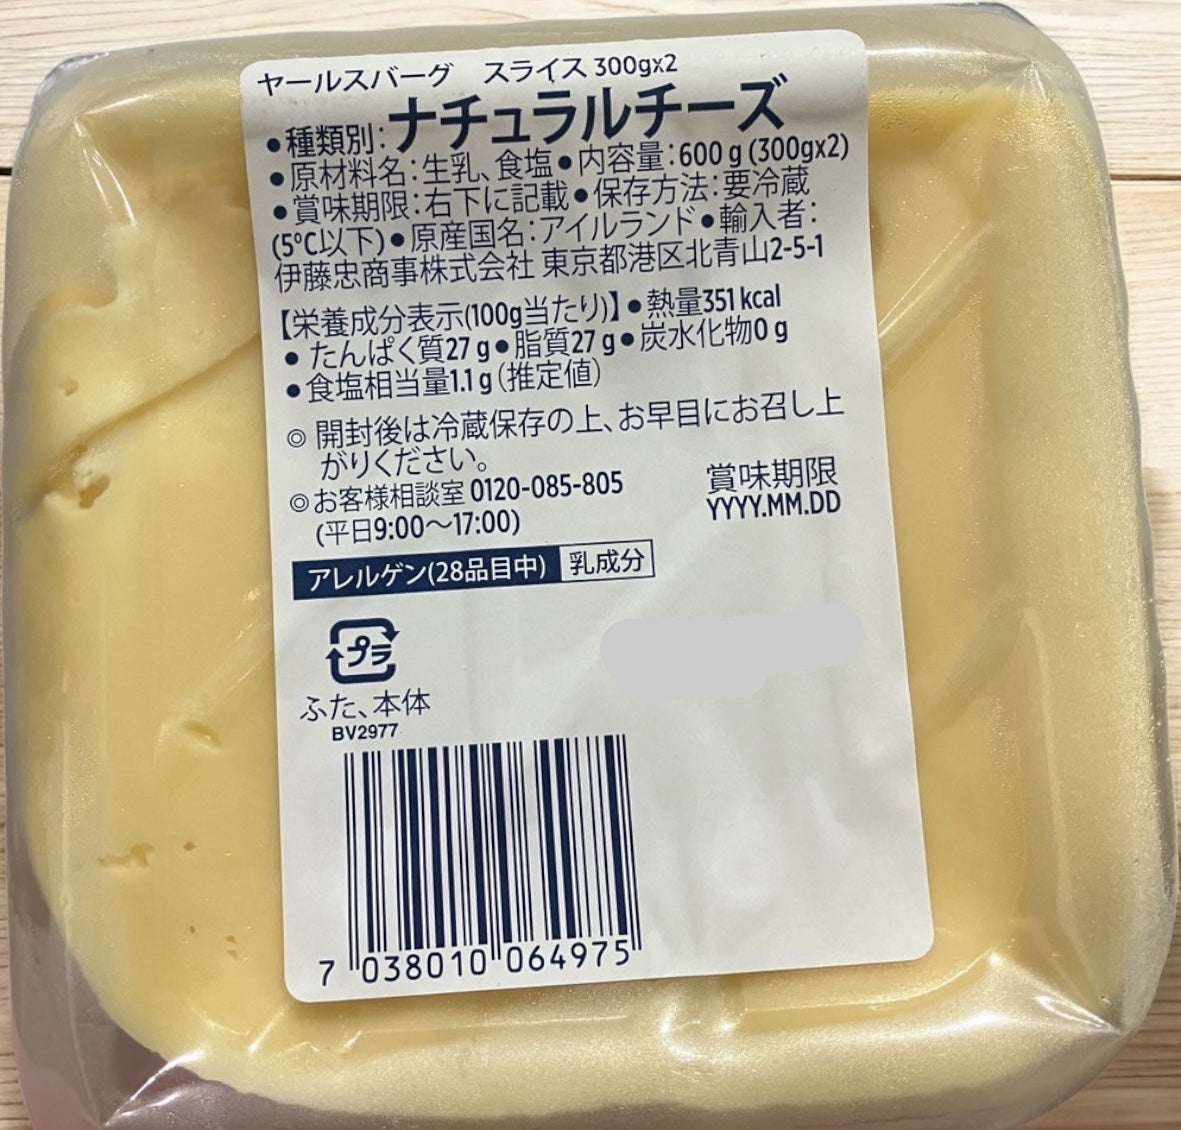 ヤールスバーグ スライス 300gx2
•種類別:ナチュラルチーズ
•原材料名:生乳、食塩•内容量:600g(300gx2)
•賞味期限:右下に記載•保存方法:要冷蔵
(5℃以下)•原産国名:アイルランド•輸入者:
伊藤忠商事株式会社 東京都港区北青山2-5-1
【栄養成分表示(100g当たり)】•熱量351kcal
•たんぱく質27g•脂質27g•炭水化物0g
•食塩相当量1.1g(推定値)
◎開封後は冷蔵保存の上、お早目にお召し上
がりください。
◎お客様相談室 0120-085-805
(平日9:00〜17:00)
賞味期限
YYYY.MM.DD
アレルゲン(28品目中) 乳成分
プラ
ふた、本体
BV2977
7 038010 064975